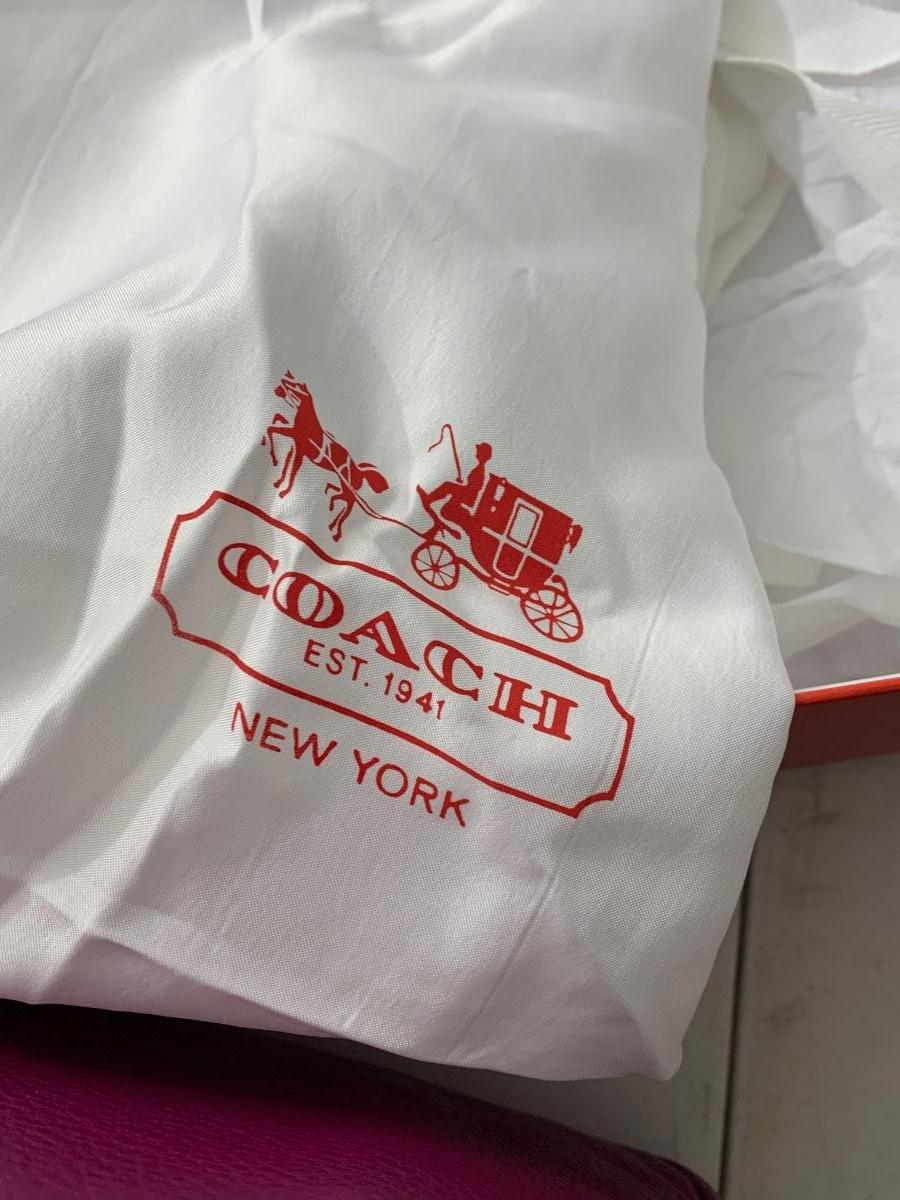 COACH
EST. 1941
NEW YORK